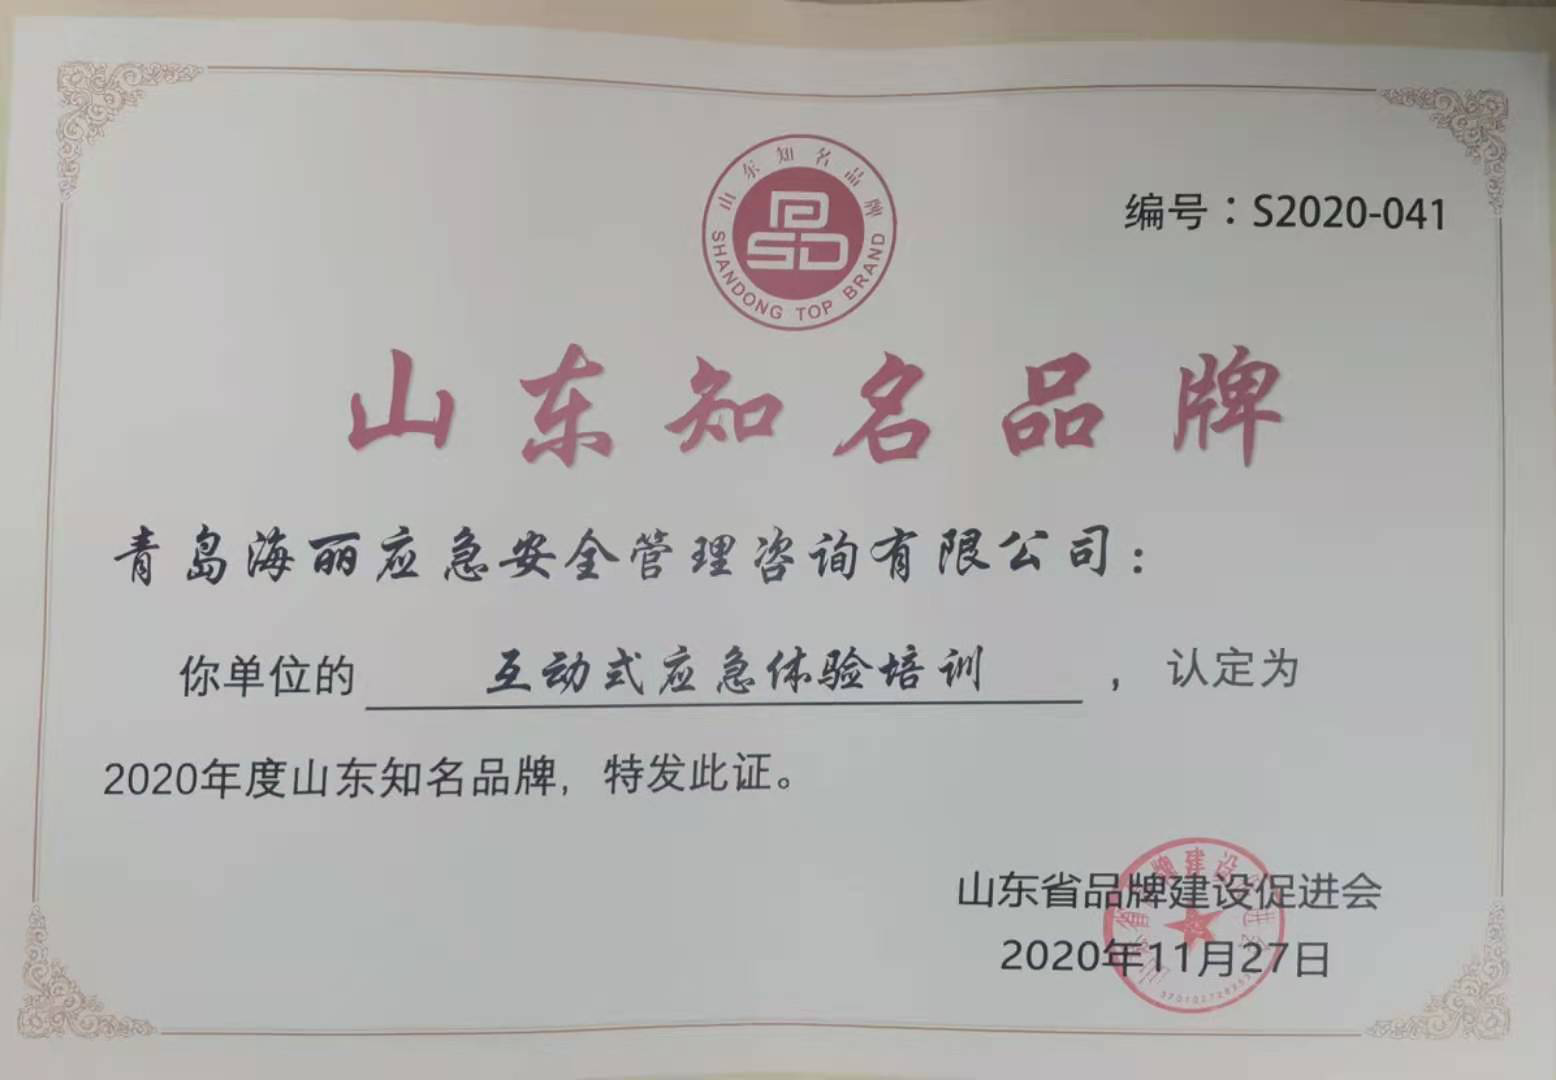 山东知名品牌
SHANDONG TOP BRAND
编号：S2020-041
山东知名品牌
青岛海丽应急安全管理咨询有限公司：
你单位的 互动式应急体验培训 ，认定为
2020年度山东知名品牌，特发此证。
山东省品牌建设促进会
2020年11月27日